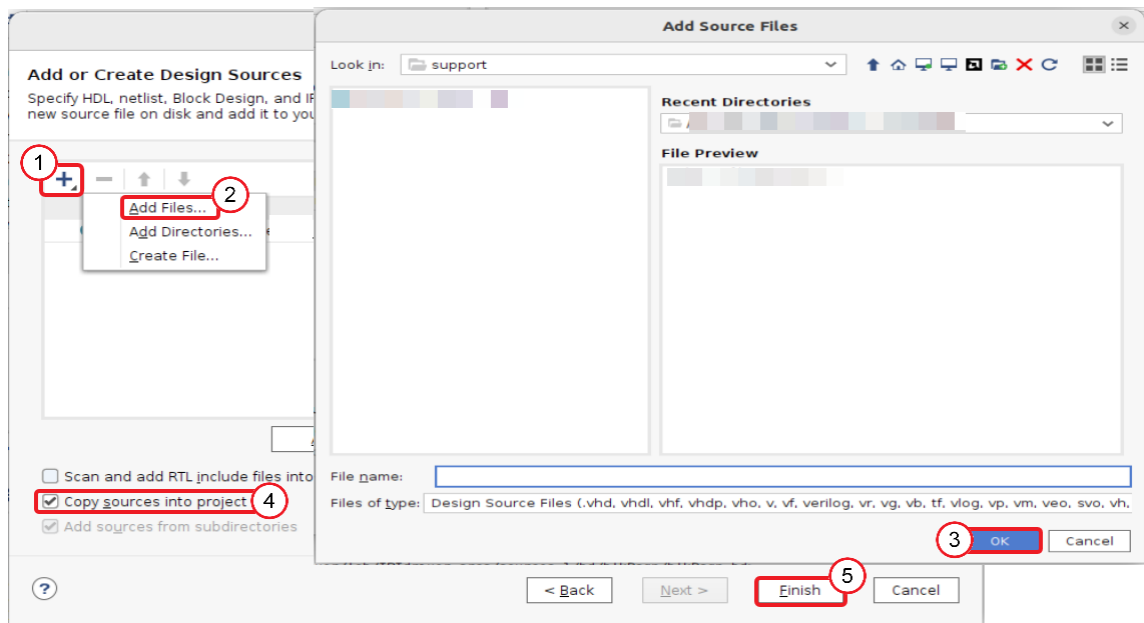 Add Source Files
Add or Create Design Sources
Specify HDL, netlist, Block Design, and IP
new source file on disk and add it to you
1
2
Add Files...
Add Directories...
Create File...
Look in:
support
Recent Directories
File Preview
Scan and add RTL include files into
Copy sources into project
4
Add sources from subdirectories
File name:
Files of type:
Design Source Files (.vhd, vhdl, vhf, vhdp, vho, v, vf, verilog, vr, vg, vb, tf, vlog, vp, vm, veo, svo, vh,
3
OK
Cancel
?
< Back
Next >
5
Finish
Cancel